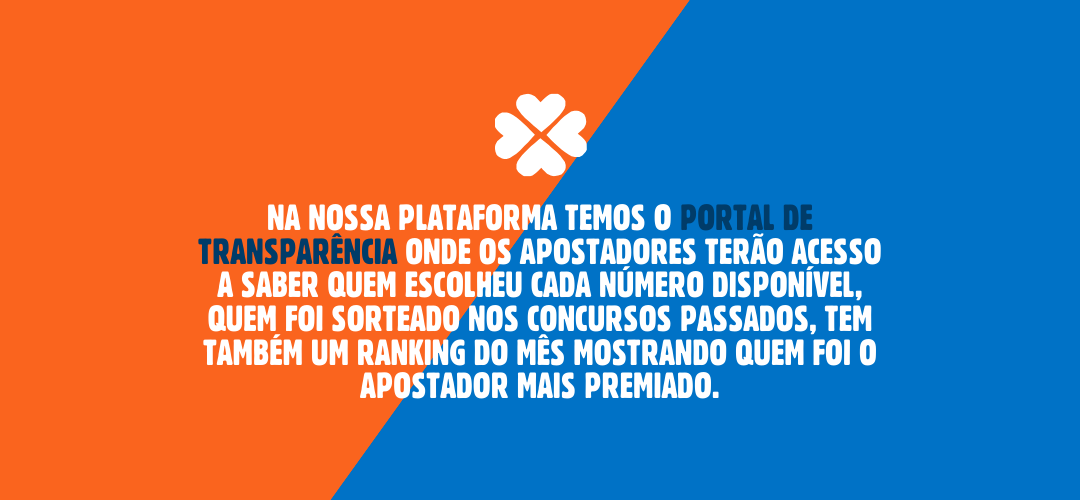 NA NOSSA PLATAFORMA TEMOS O PORTAL DE
TRANSPARÊNCIA ONDE OS APOSTADORES TERÃO ACESSO
A SABER QUEM ESCOLHEU CADA NÚMERO DISPONÍVEL,
QUEM FOI SORTEADO NOS CONCURSOS PASSADOS, TEM
TAMBÉM UM RANKING DO MÊS MOSTRANDO QUEM FOI O
APOSTADOR MAIS PREMIADO.